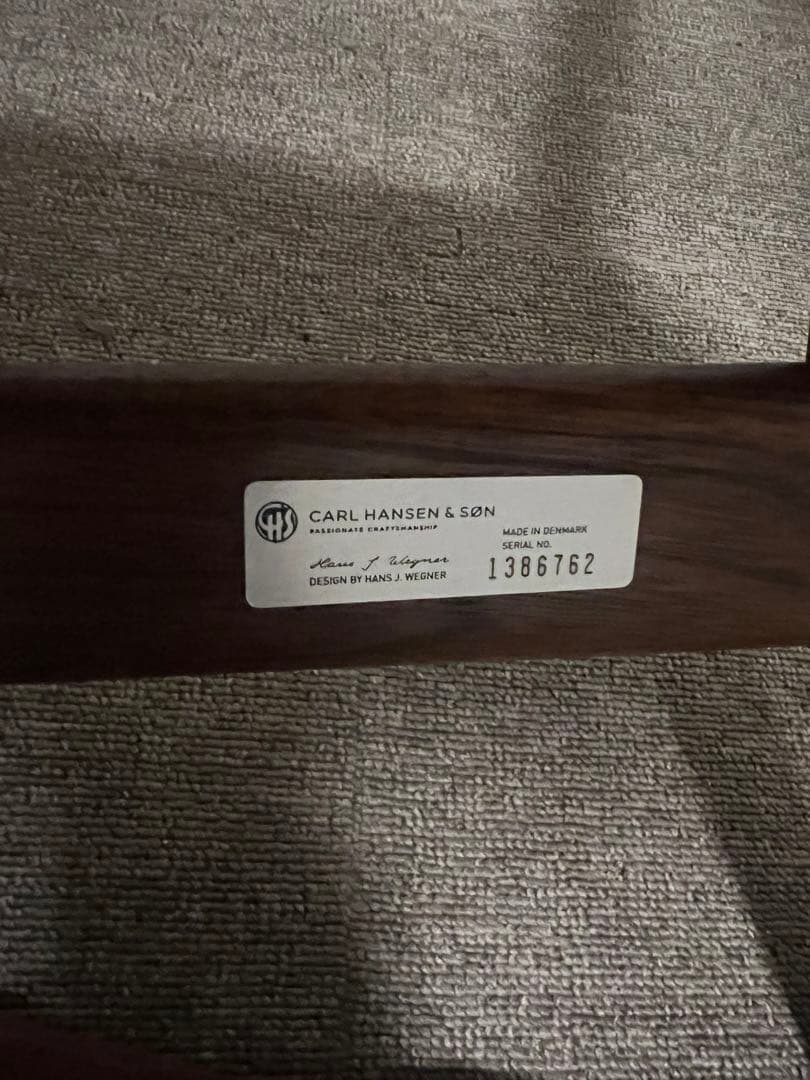 CHS
CARL HANSEN & SØN
PASSIONATE CRAFTSMANSHIP
Hans J. Wegner
DESIGN BY HANS J. WEGNER
MADE IN DENMARK
SERIAL NO.
1386762